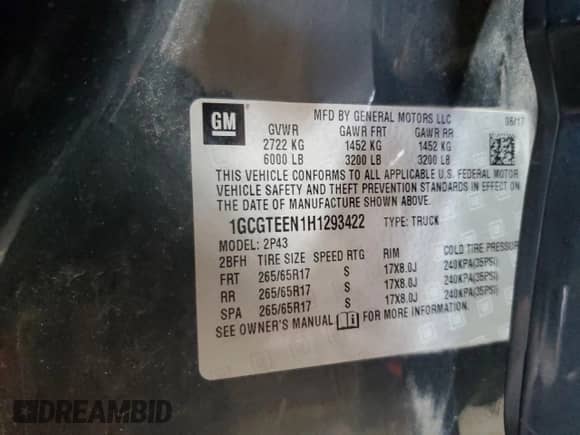 GM
MFD BY GENERAL MOTORS LLC 06/17
GVWR GAWR FRT GAWR RR
2722 KG 1452 KG 1452 KG
6000 LB 3200 LB 3200 LB
THIS VEHICLE CONFORMS TO ALL APPLICABLE U.S. FEDERAL MOTOR
VEHICLE SAFETY AND THEFT PREVENTION STANDARDS IN EFFECT ON
THE DATE OF MANUFACTURE SHOWN ABOVE.
1GCGTEEN1H1293422 TYPE: TRUCK
MODEL: 2P43
2BFH TIRE SIZE SPEED RTG RIM COLD TIRE PRESSUR
FRT 265/65R17 S 17X8.0J 240KPA(35PSI)
RR 265/65R17 S 17X8.0J 240KPA(35PSI)
SPA 265/65R17 S 17X8.0J 240KPA(35PSI)
SEE OWNER'S MANUAL FOR MORE INFORMATION.
DREAMBID